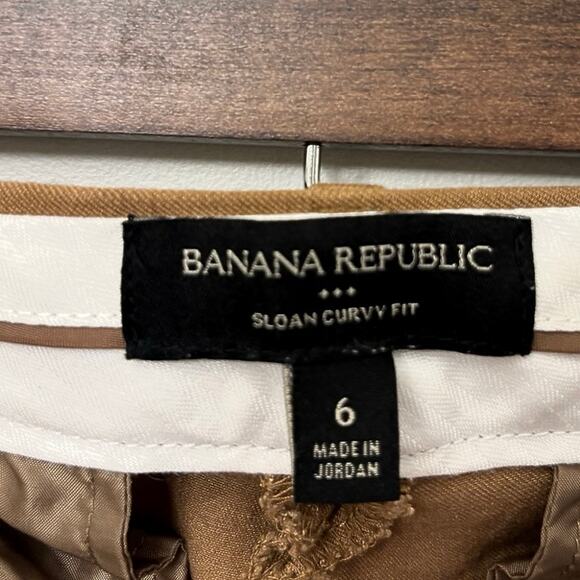 BANANA REPUBLIC
SLOAN CURVY FIT
6
MADE IN
JORDAN